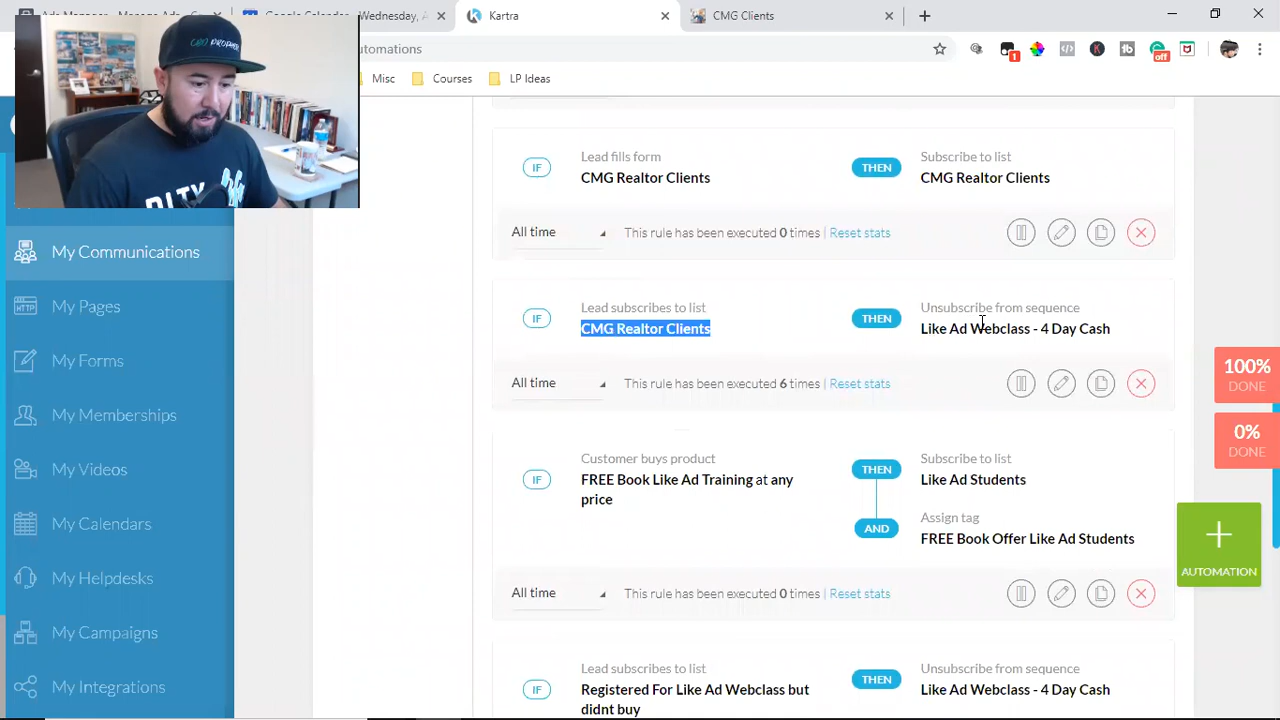 Wednesday, A
Kartra
CMG Clients
utomations
1
off
Misc
Courses
LP Ideas
CEO
DLTX
My Communications
My Pages
My Forms
My Memberships
My Videos
My Calendars
My Helpdesks
My Campaigns
My Integrations
IF
Lead fills form
CMG Realtor Clients
THEN
Subscribe to list
CMG Realtor Clients
All time
This rule has been executed 0 times | Reset stats
IF
Lead subscribes to list
CMG Realtor Clients
THEN
Unsubscribe from sequence
Like Ad Webclass - 4 Day Cash
All time
This rule has been executed 6 times | Reset stats
IF
Customer buys product
FREE Book Like Ad Training at any
price
THEN
Subscribe to list
Like Ad Students
AND
Assign tag
FREE Book Offer Like Ad Students
All time
This rule has been executed 0 times | Reset stats
IF
Lead subscribes to list
Registered For Like Ad Webclass but
didnt buy
THEN
Unsubscribe from sequence
Like Ad Webclass - 4 Day Cash
100%
DONE
0%
DONE
+
AUTOMATION